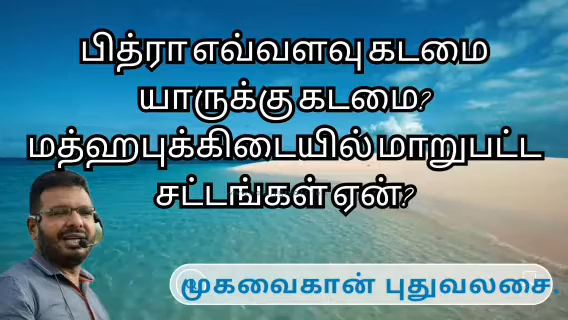 பித்ரா எவ்வளவு கடமை
யாருக்கு கடமை?
மத்ஹபுக்கிடையில் மாறுபட்ட
சட்டங்கள் ஏன்?
முகவைகான் புதுவலசை.